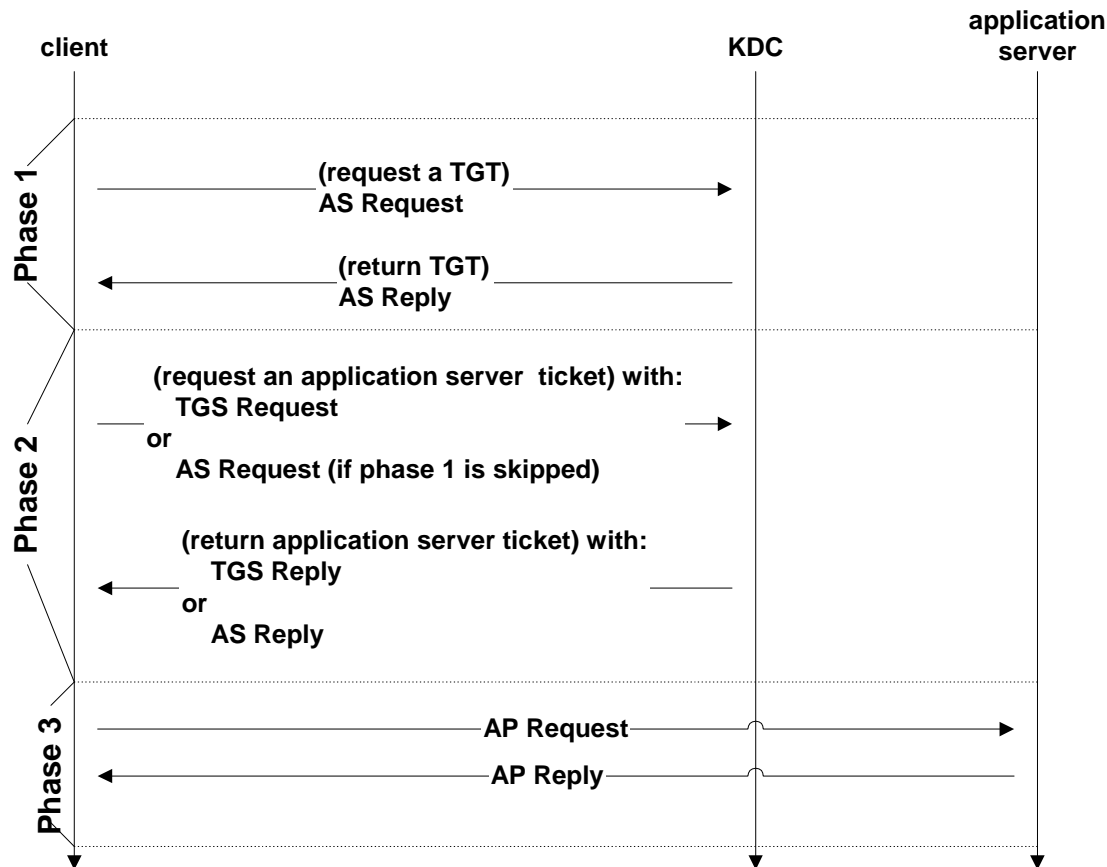 client
KDC
application
server
Phase 1
(request a TGT)
AS Request
(return TGT)
AS Reply
Phase 2
(request an application server ticket) with:
TGS Request
or
AS Request (if phase 1 is skipped)
(return application server ticket) with:
TGS Reply
or
AS Reply
Phase 3
AP Request
AP Reply